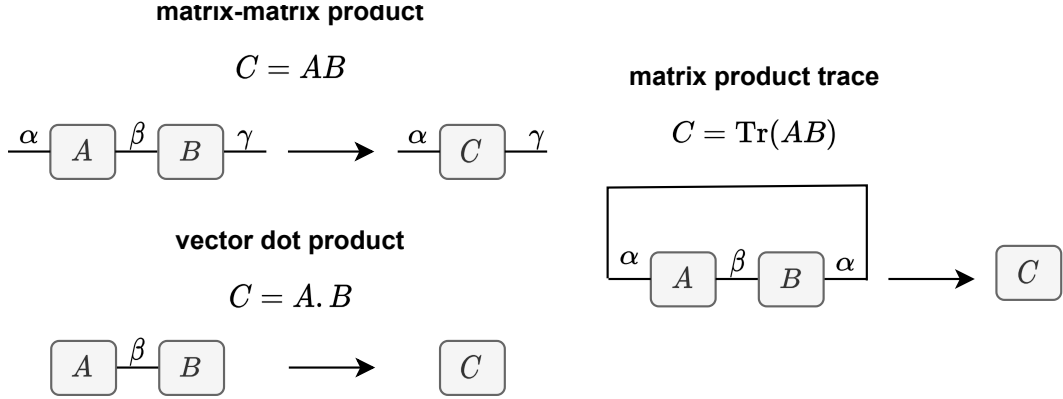 matrix-matrix product
C = AB
α A β B γ α C γ
vector dot product
C = A. B
A β B C
matrix product trace
C = Tr(AB)
α A β B α C